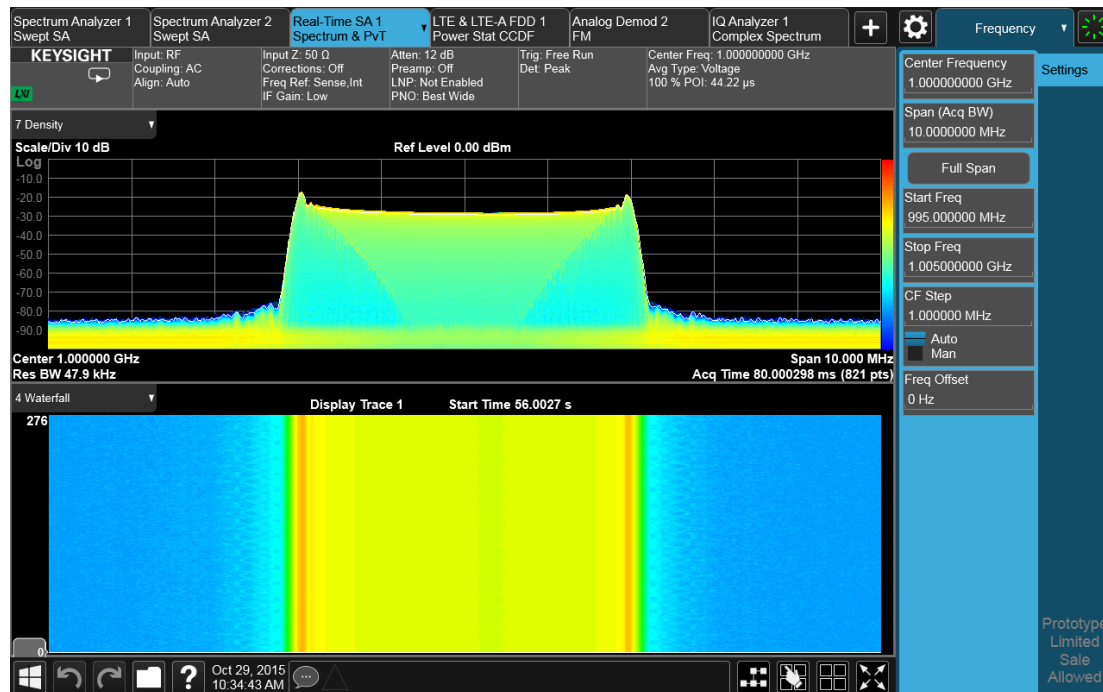 Spectrum Analyzer 1
Swept SA
Spectrum Analyzer 2
Swept SA
Real-Time SA 1
Spectrum & PvT
LTE & LTE-A FDD 1
Power Stat CCDF
Analog Demod 2
FM
IQ Analyzer 1
Complex Spectrum
Frequency
KEYSIGHT
LXI
Input: RF
Coupling: AC
Align: Auto
Input Z: 50 Ω
Corrections: Off
Freq Ref: Sense,Int
IF Gain: Low
Atten: 12 dB
Preamp: Off
LNP: Not Enabled
PNO: Best Wide
Trig: Free Run
Det: Peak
Center Freq: 1.000000000 GHz
Avg Type: Voltage
100 % POI: 44.22 µs
7 Density
Scale/Div 10 dB
Ref Level 0.00 dBm
Log
-10.0
-20.0
-30.0
-40.0
-50.0
-60.0
-70.0
-80.0
-90.0
Center 1.000000 GHz
Res BW 47.9 kHz
Span 10.000 MHz
Acq Time 80.000298 ms (821 pts)
4 Waterfall
Display Trace 1
Start Time 56.0027 s
276
0
Center Frequency
1.000000000 GHz
Settings
Span (Acq BW)
10.0000000 MHz
Full Span
Start Freq
995.000000 MHz
Stop Freq
1.005000000 GHz
CF Step
1.000000 MHz
Auto
Man
Freq Offset
0 Hz
Prototype
Limited
Sale
Allowed
?
Oct 29, 2015
10:34:43 AM